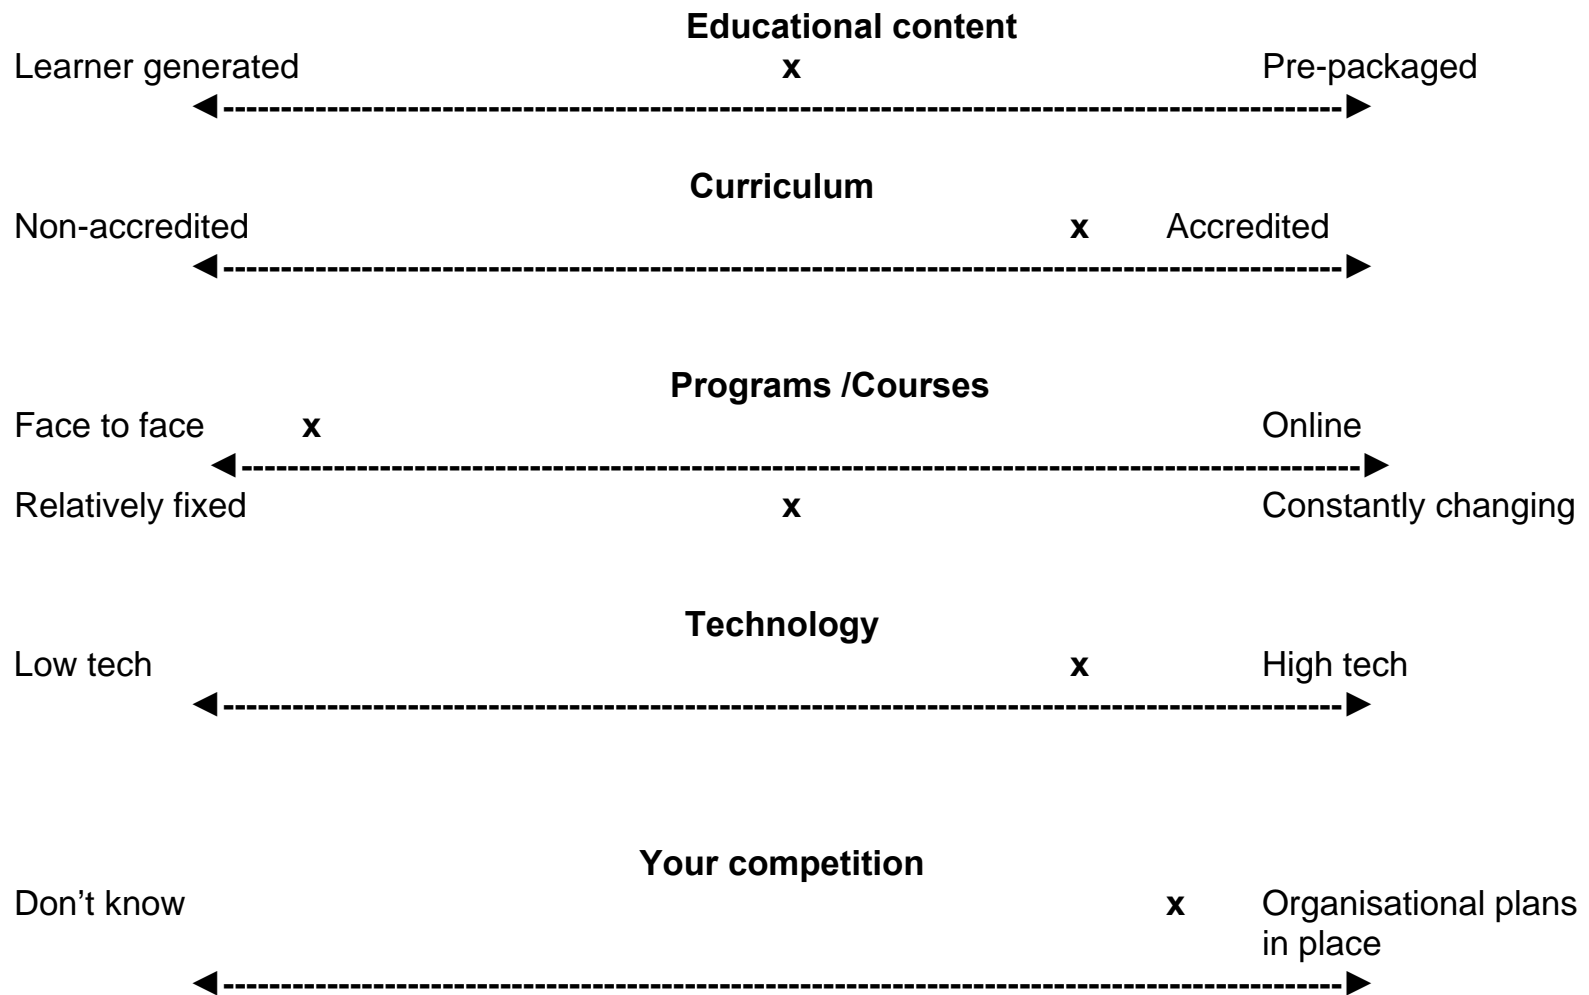 Educational content
Learner generated x Pre-packaged
◄------------------------------------------------------------------------------►
Curriculum
Non-accredited x Accredited
◄------------------------------------------------------------------------------►
Programs /Courses
Face to face x Online
◄------------------------------------------------------------------------------►
Relatively fixed x Constantly changing
Technology
Low tech x High tech
◄------------------------------------------------------------------------------►
Your competition
Don’t know x Organisational plans
in place
◄------------------------------------------------------------------------------►